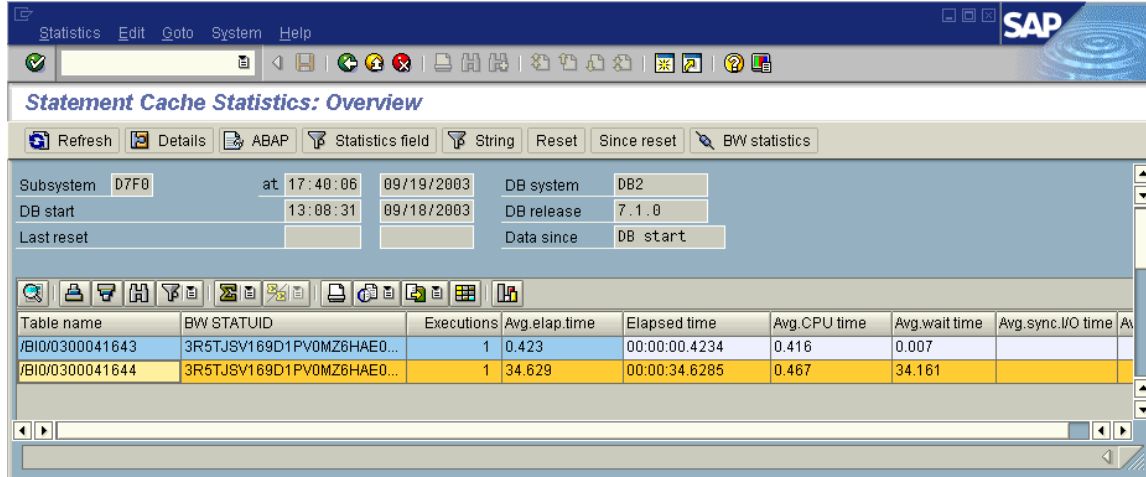 Statistics Edit Goto System Help
SAP
Statement Cache Statistics: Overview
Refresh Details ABAP Statistics field String Reset Since reset BW statistics
Subsystem D7F0 at 17:40:06 09/19/2003 DB system DB2
DB start 13:08:31 09/18/2003 DB release 7.1.0
Last reset Data since DB start
Table name BW STATUID Executions Avg.elap.time Elapsed time Avg.CPU time Avg.wait time Avg.sync.I/O time Av
/BI0/0300041643 3R5TJSV169D1PV0MZ6HAE0... 1 0.423 00:00:00.4234 0.416 0.007
/BI0/0300041644 3R5TJSV169D1PV0MZ6HAE0... 1 34.629 00:00:34.6285 0.467 34.161